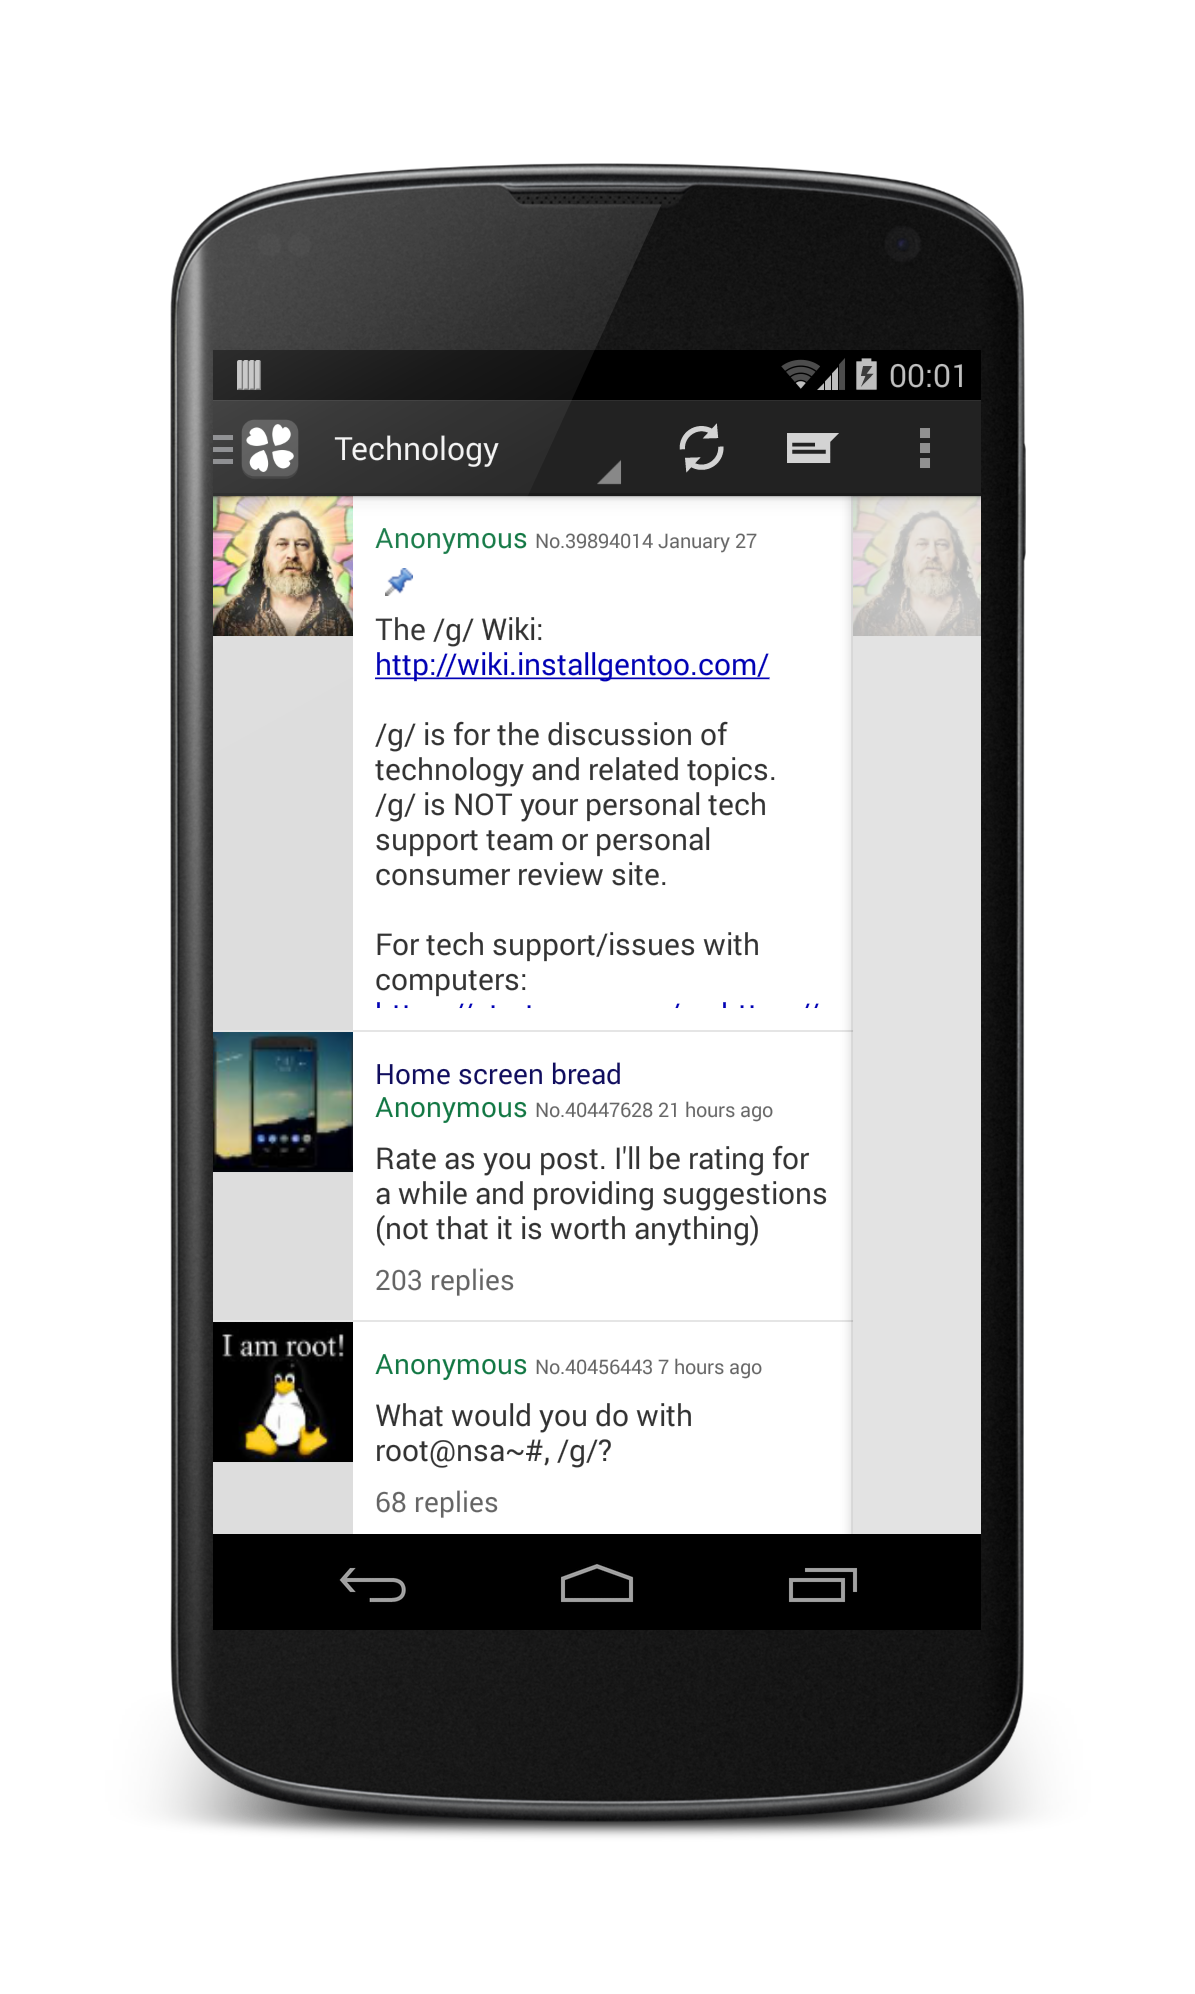 00:01
Technology
Anonymous No.39894014 January 27
The /g/ Wiki:
http://wiki.installgentoo.com/
/g/ is for the discussion of
technology and related topics.
/g/ is NOT your personal tech
support team or personal
consumer review site.
For tech support/issues with
computers:
Home screen bread
Anonymous No.40447628 21 hours ago
Rate as you post. I'll be rating for
a while and providing suggestions
(not that it is worth anything)
203 replies
I am root!
Anonymous No.40456443 7 hours ago
What would you do with
root@nsa~#, /g/?
68 replies